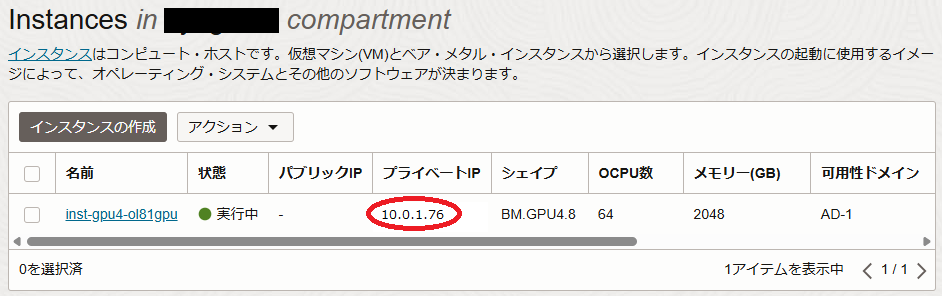 Instances in compartment
インスタンスはコンピュート・ホストです。仮想マシン(VM)とベア・メタル・インスタンスから選択します。インスタンスの起動に使用するイメー
ジによって、オペレーティング・システムとその他のソフトウェアが決まります。
インスタンスの作成 アクション
名前 状態 パブリックIP プライベートIP シェイプ OCPU数 メモリー(GB) 可用性ドメイン
inst-gpu4-ol81gpu 実行中 - 10.0.1.76 BM.GPU4.8 64 2048 AD-1
0を選択済 1アイテムを表示中 1 / 1